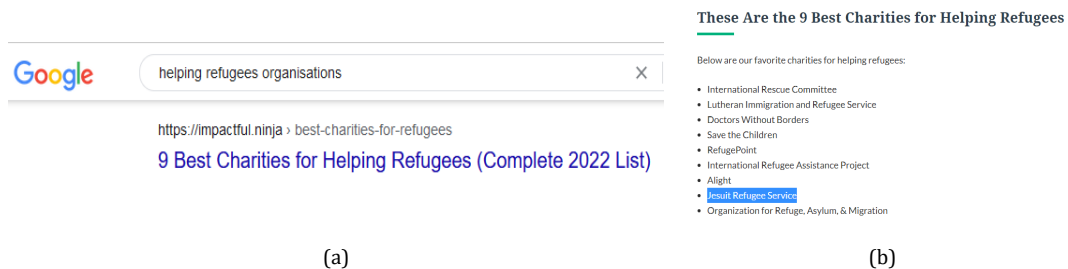 Google
helping refugees organisations
https://impactful.ninja › best-charities-for-refugees
9 Best Charities for Helping Refugees (Complete 2022 List)
(a)
These Are the 9 Best Charities for Helping Refugees
Below are our favorite charities for helping refugees:
• International Rescue Committee
• Lutheran Immigration and Refugee Service
• Doctors Without Borders
• Save the Children
• RefugePoint
• International Refugee Assistance Project
• Alight
• Jesuit Refugee Service
• Organization for Refuge, Asylum, & Migration
(b)